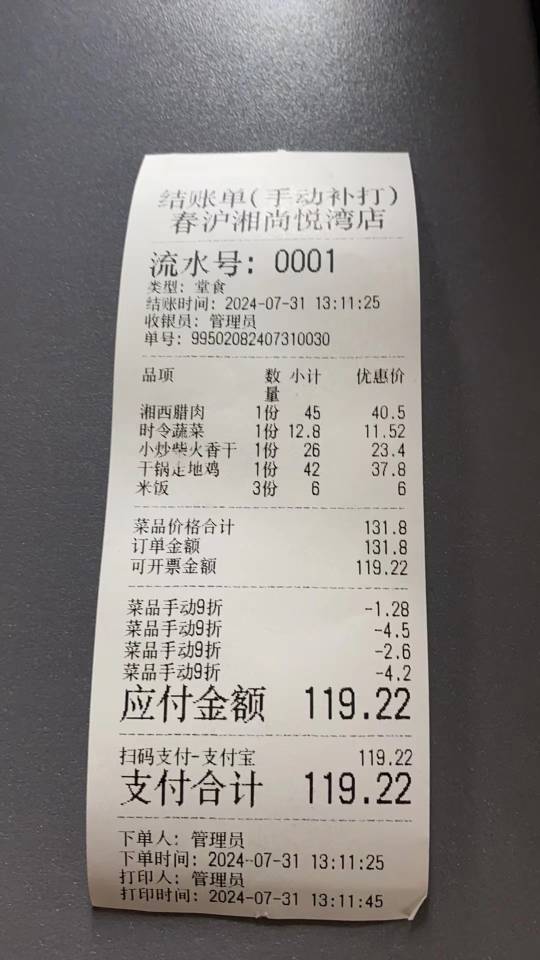 结账单(手动补打)
春沪湘尚悦湾店
流水号: 0001
类型: 堂食
结账时间: 2024-07-31 13:11:25
收银员: 管理员
单号: 99502082407310030
品项 数量 小计 优惠价
湘西腊肉 1份 45 40.5
时令蔬菜 1份 12.8 11.52
小炒柴火香干 1份 26 23.4
干锅走地鸡 1份 42 37.8
米饭 3份 6 6
菜品价格合计 131.8
订单金额 131.8
可开票金额 119.22
菜品手动9折 -1.28
菜品手动9折 -4.5
菜品手动9折 -2.6
菜品手动9折 -4.2
应付金额 119.22
扫码支付-支付宝 119.22
支付合计 119.22
下单人: 管理员
下单时间: 2024-07-31 13:11:25
打印人: 管理员
打印时间: 2024-07-31 13:11:45